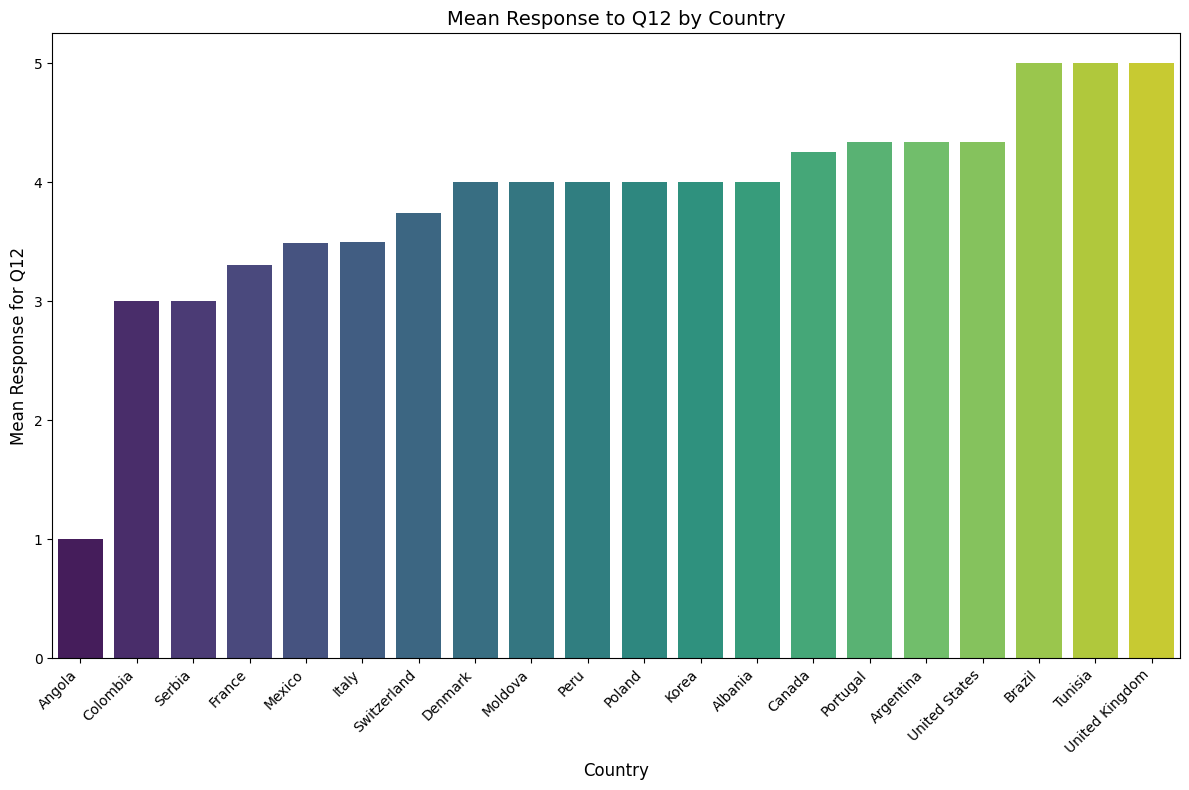 Mean Response to Q12 by Country
Mean Response for Q12
5
4
3
2
1
0
Angola
Colombia
Serbia
France
Mexico
Italy
Switzerland
Denmark
Moldova
Peru
Poland
Korea
Albania
Canada
Portugal
Argentina
United States
Brazil
Tunisia
United Kingdom
Country